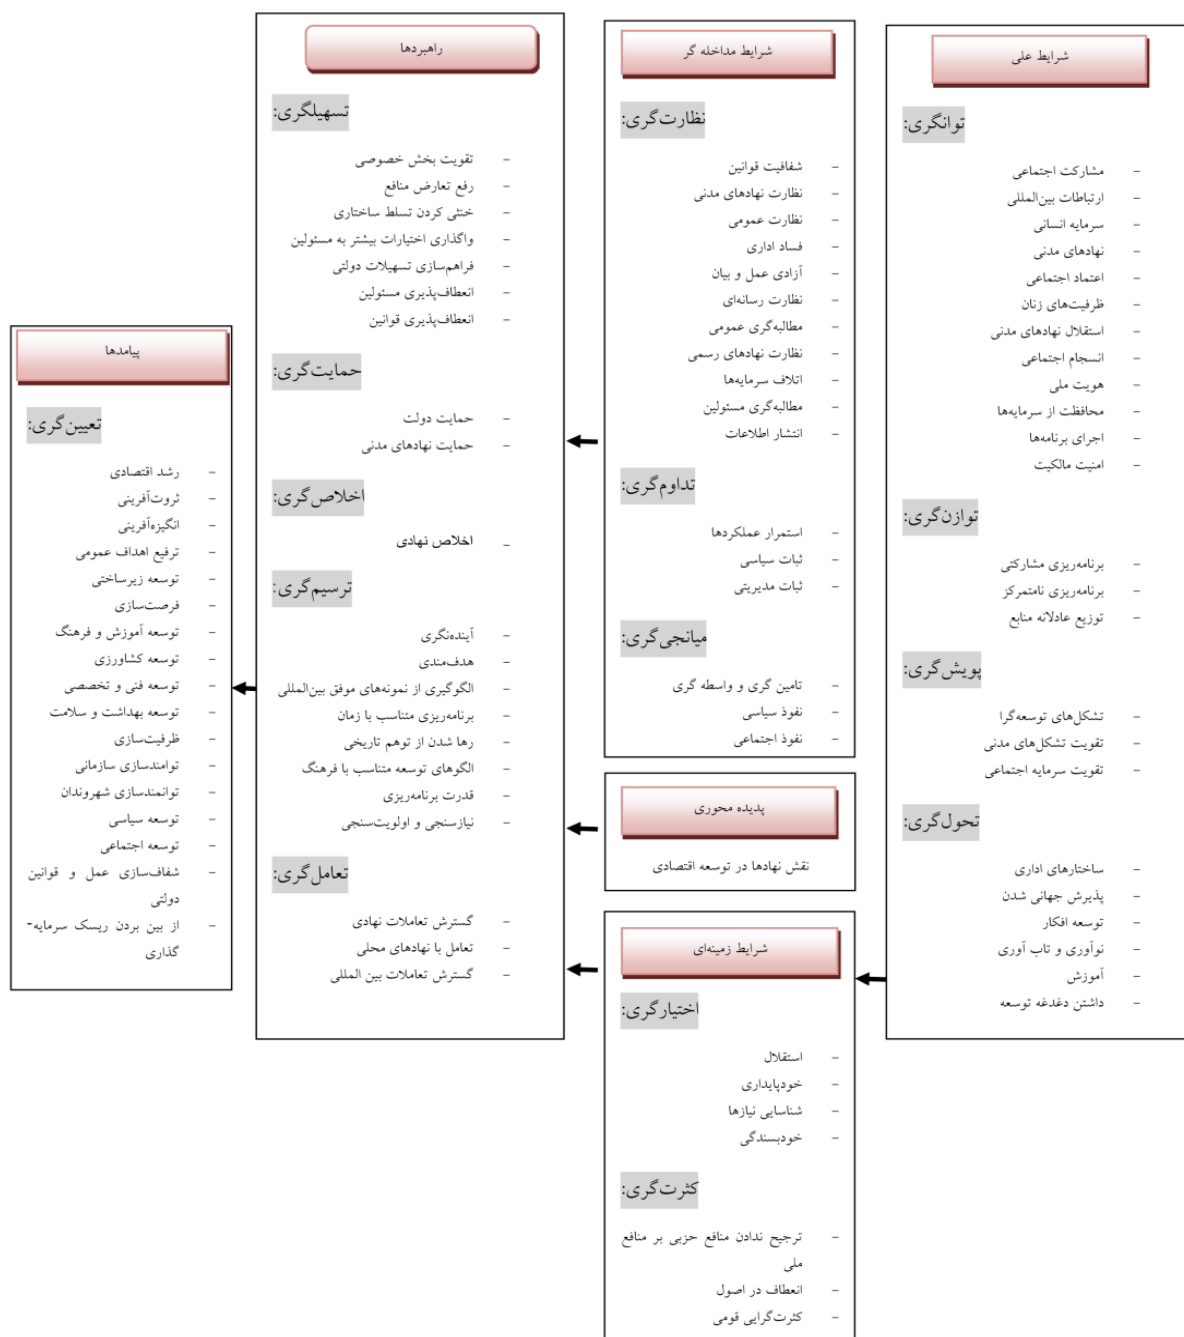 شرایط علی
توانگری:
- مشارکت اجتماعی
- ارتباطات بین‌المللی
- سرمایه انسانی
- نهادهای مدنی
- اعتماد اجتماعی
- ظرفیت‌های زنان
- استقلال نهادهای مدنی
- انسجام اجتماعی
- هویت ملی
- محافظت از سرمایه‌ها
- اجرای برنامه‌ها
- امنیت مالکیت
توازن‌گری:
- برنامه‌ریزی مشارکتی
- برنامه‌ریزی نامتمرکز
- توزیع عادلانه منابع
پویش‌گری:
- تشکل‌های توسعه‌گرا
- تقویت تشکل‌های مدنی
- تقویت سرمایه اجتماعی
تحول‌گری:
- ساختارهای اداری
- پذیرش جهانی شدن
- توسعه افکار
- نوآوری و تاب آوری
- آموزش
- داشتن دغدغه توسعه
شرایط مداخله گر
نظارت‌گری:
- شفافیت قوانین
- نظارت نهادهای مدنی
- نظارت عمومی
- فساد اداری
- آزادی عمل و بیان
- نظارت رسانه‌ای
- مطالبه‌گری عمومی
- نظارت نهادهای رسمی
- اتلاف سرمایه‌ها
- مطالبه‌گری مسئولین
- انتشار اطلاعات
تداوم‌گری:
- استمرار عملکردها
- ثبات سیاسی
- ثبات مدیریتی
میانجی‌گری:
- تامین گری و واسطه گری
- نفوذ سیاسی
- نفوذ اجتماعی
پدیده محوری
نقش نهادها در توسعه اقتصادی
شرایط زمینه‌ای
اختیارگری:
- استقلال
- خودپایداری
- شناسایی نیازها
- خودبسندگی
کثرت‌گری:
- ترجیح ندادن منافع حزبی بر منافع
ملی
- انعطاف در اصول
- کثرت‌گرایی قومی
راهبردها
تسهیلگری:
- تقویت بخش خصوصی
- رفع تعارض منافع
- خنثی کردن تسلط ساختاری
- واگذاری اختیارات بیشتر به مسئولین
- فراهم‌سازی تسهیلات دولتی
- انعطاف‌پذیری مسئولین
- انعطاف‌پذیری قوانین
حمایت‌گری:
- حمایت دولت
- حمایت نهادهای مدنی
اخلاص‌گری:
- اخلاص نهادی
ترسیم‌گری:
- آینده‌نگری
- هدف‌مندی
- الگوگیری از نمونه‌های موفق بین‌المللی
- برنامه‌ریزی متناسب با زمان
- رها شدن از توهم تاریخی
- الگوهای توسعه متناسب با فرهنگ
- قدرت برنامه‌ریزی
- نیازسنجی و اولویت‌سنجی
تعامل‌گری:
- گسترش تعاملات نهادی
- تعامل با نهادهای محلی
- گسترش تعاملات بین المللی
پیامدها
تعیین‌گری:
- رشد اقتصادی
- ثروت‌آفرینی
- انگیزه‌آفرینی
- ترفیع اهداف عمومی
- توسعه زیرساختی
- فرصت‌سازی
- توسعه آموزش و فرهنگ
- توسعه کشاورزی
- توسعه فنی و تخصصی
- توسعه بهداشت و سلامت
- ظرفیت‌سازی
- توامندسازی سازمانی
- توانمندسازی شهروندان
- توسعه سیاسی
- توسعه اجتماعی
- شفاف‌سازی عمل و قوانین
دولتی
- از بین بردن ریسک سرمایه-
گذاری